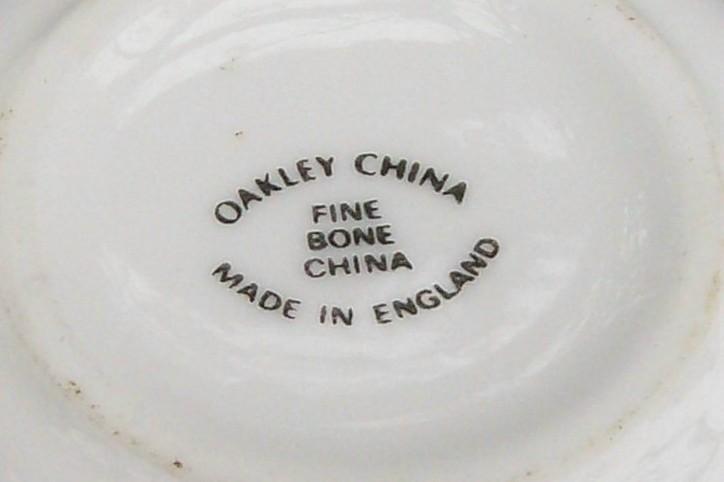 OAKLEY CHINA
FINE
BONE
CHINA
MADE IN ENGLAND